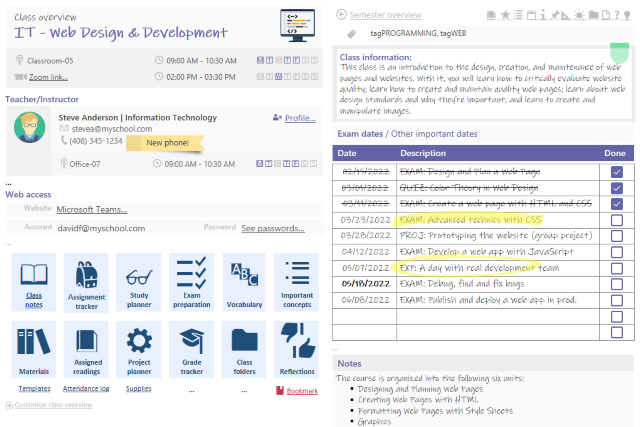 Class overview
IT - Web Design & Development
Classroom-05
09:00 AM - 10:30 AM
M T W T F S S
Zoom link...
02:00 PM - 03:30 PM
M T W T F S S
Teacher/Instructor
Steve Anderson | Information Technology
Profile...
stevea@myschool.com
(408) 345-1234
New phone!
Office-07
09:00 AM - 10:30 AM
M T W T F S S
...
Web access
Website Microsoft Teams...
Account davidf@myschool.com Password See passwords...
...
Class notes
Assignment tracker
Study planner
Exam preparation
ABC
Vocabulary
Important concepts
Materials
Assigned readings
Project planner
Grade tracker
Class folders
Reflections
Templates
Attendance log
Supplies
...
Bookmark
Customize class overview
Semester overview
tagPROGRAMMING, tagWEB
Class information:
This class is an introduction to the design, creation, and maintenance of web
pages and websites. With it, you will learn how to critically evaluate website
quality; learn how to create and maintain quality web pages; learn about web
design standards and why they're important; and learn to create and
manipulate images.
Exam dates / Other important dates
Date Description Done
02/15/2022 EXAM: Design and Plan a Web Page
03/01/2022 QUIZ: Color Theory in Web Design
03/11/2022 EXAM: Create a web page with HTML and CSS
03/23/2022 EXAM: Advanced technics with CSS
03/28/2022 PROJ: Prototyping the website (group project)
04/12/2022 EXAM: Develop a web app with JavaScript
05/07/2022 EXP: A day with real development team
05/18/2022 EXAM: Debug, find and fix bugs
06/08/2022 EXAM: Publish and deploy a web app in prod.
...
Notes
The course is organized into the following six units:
Designing and Planning Web Pages
Creating Web Pages with HTML
Formatting Web Pages with Style Sheets
Graphics